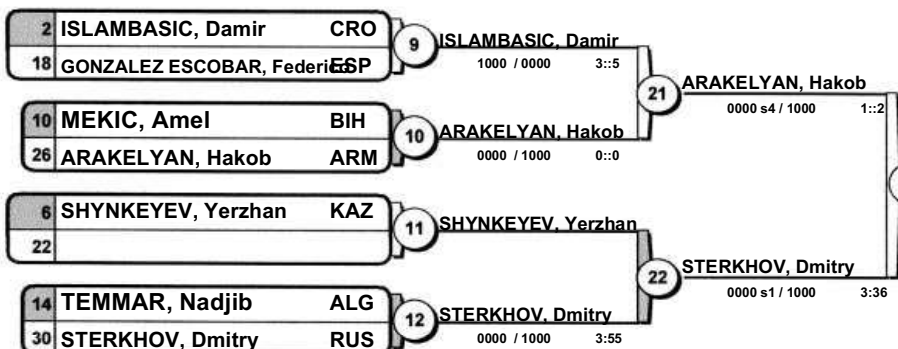 2 ISLAMBASIC, Damir CRO
18 GONZALEZ ESCOBAR, Federico ESP
9
ISLAMBASIC, Damir
1000 / 0000 3::5
10 MEKIC, Amel BIH
26 ARAKELYAN, Hakob ARM
10
ARAKELYAN, Hakob
0000 / 1000 0::0
21
ARAKELYAN, Hakob
0000 s4 / 1000 1::2
6 SHYNKEYEV, Yerzhan KAZ
22
11
SHYNKEYEV, Yerzhan
14 TEMMAR, Nadjib ALG
30 STERKHOV, Dmitry RUS
12
STERKHOV, Dmitry
0000 / 1000 3:55
22
STERKHOV, Dmitry
0000 s1 / 1000 3:36